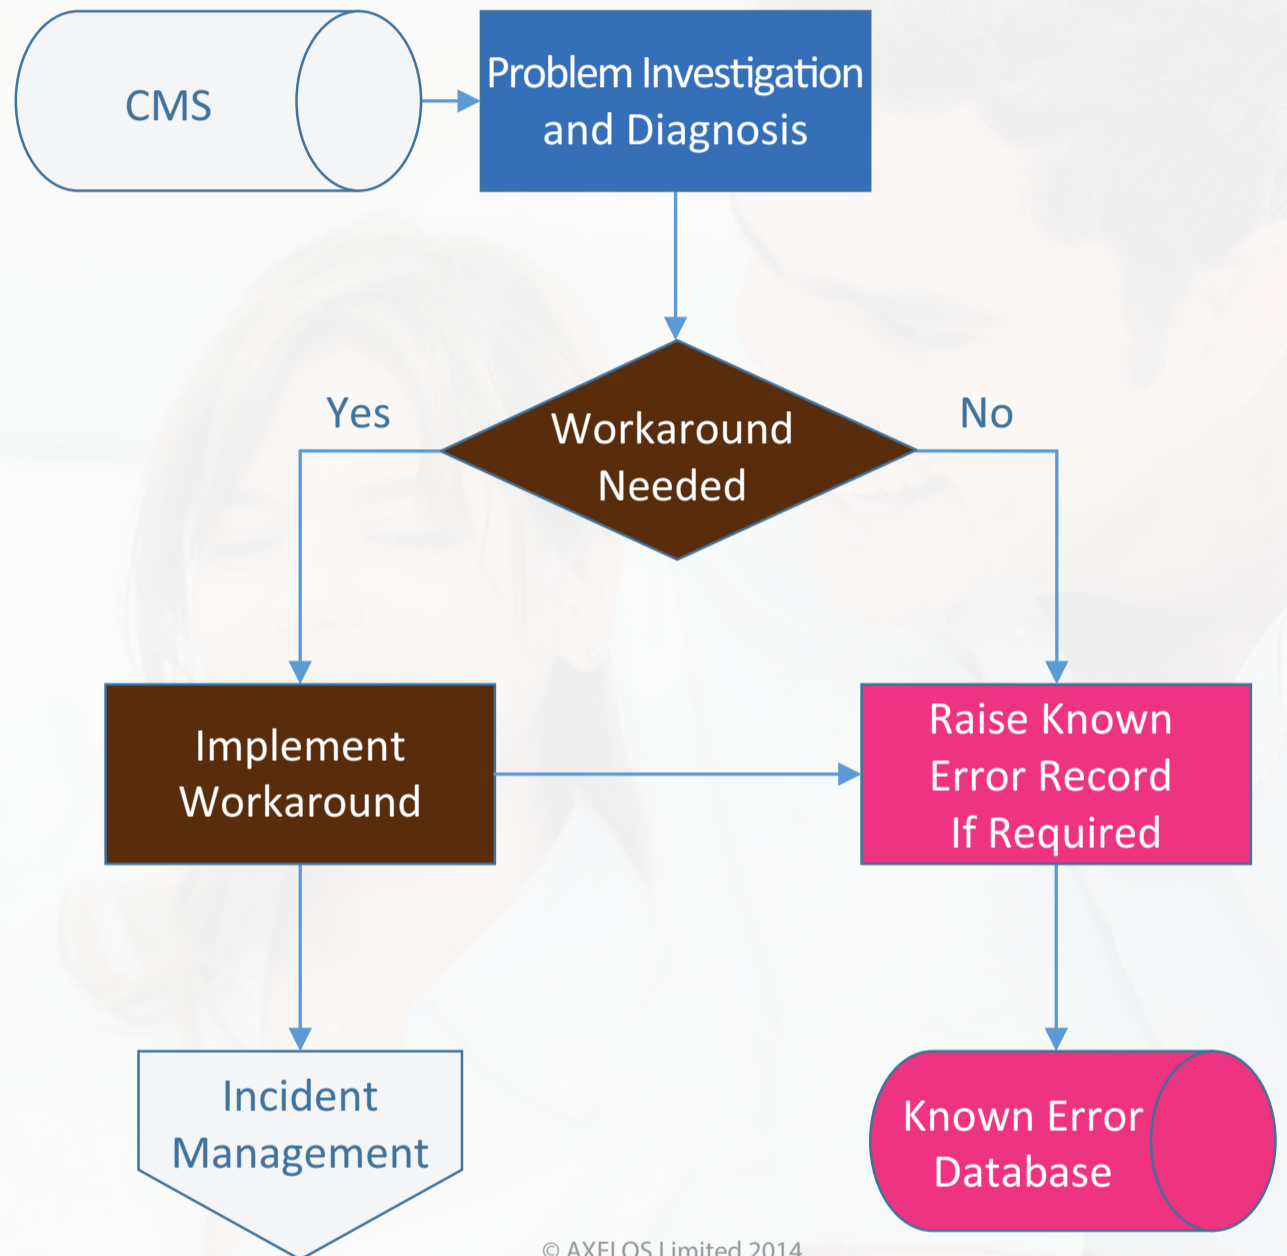 CMS
Problem Investigation
and Diagnosis
Yes
Workaround
Needed
No
Implement
Workaround
Raise Known
Error Record
If Required
Incident
Management
Known Error
Database
© AXELOS Limited 2014